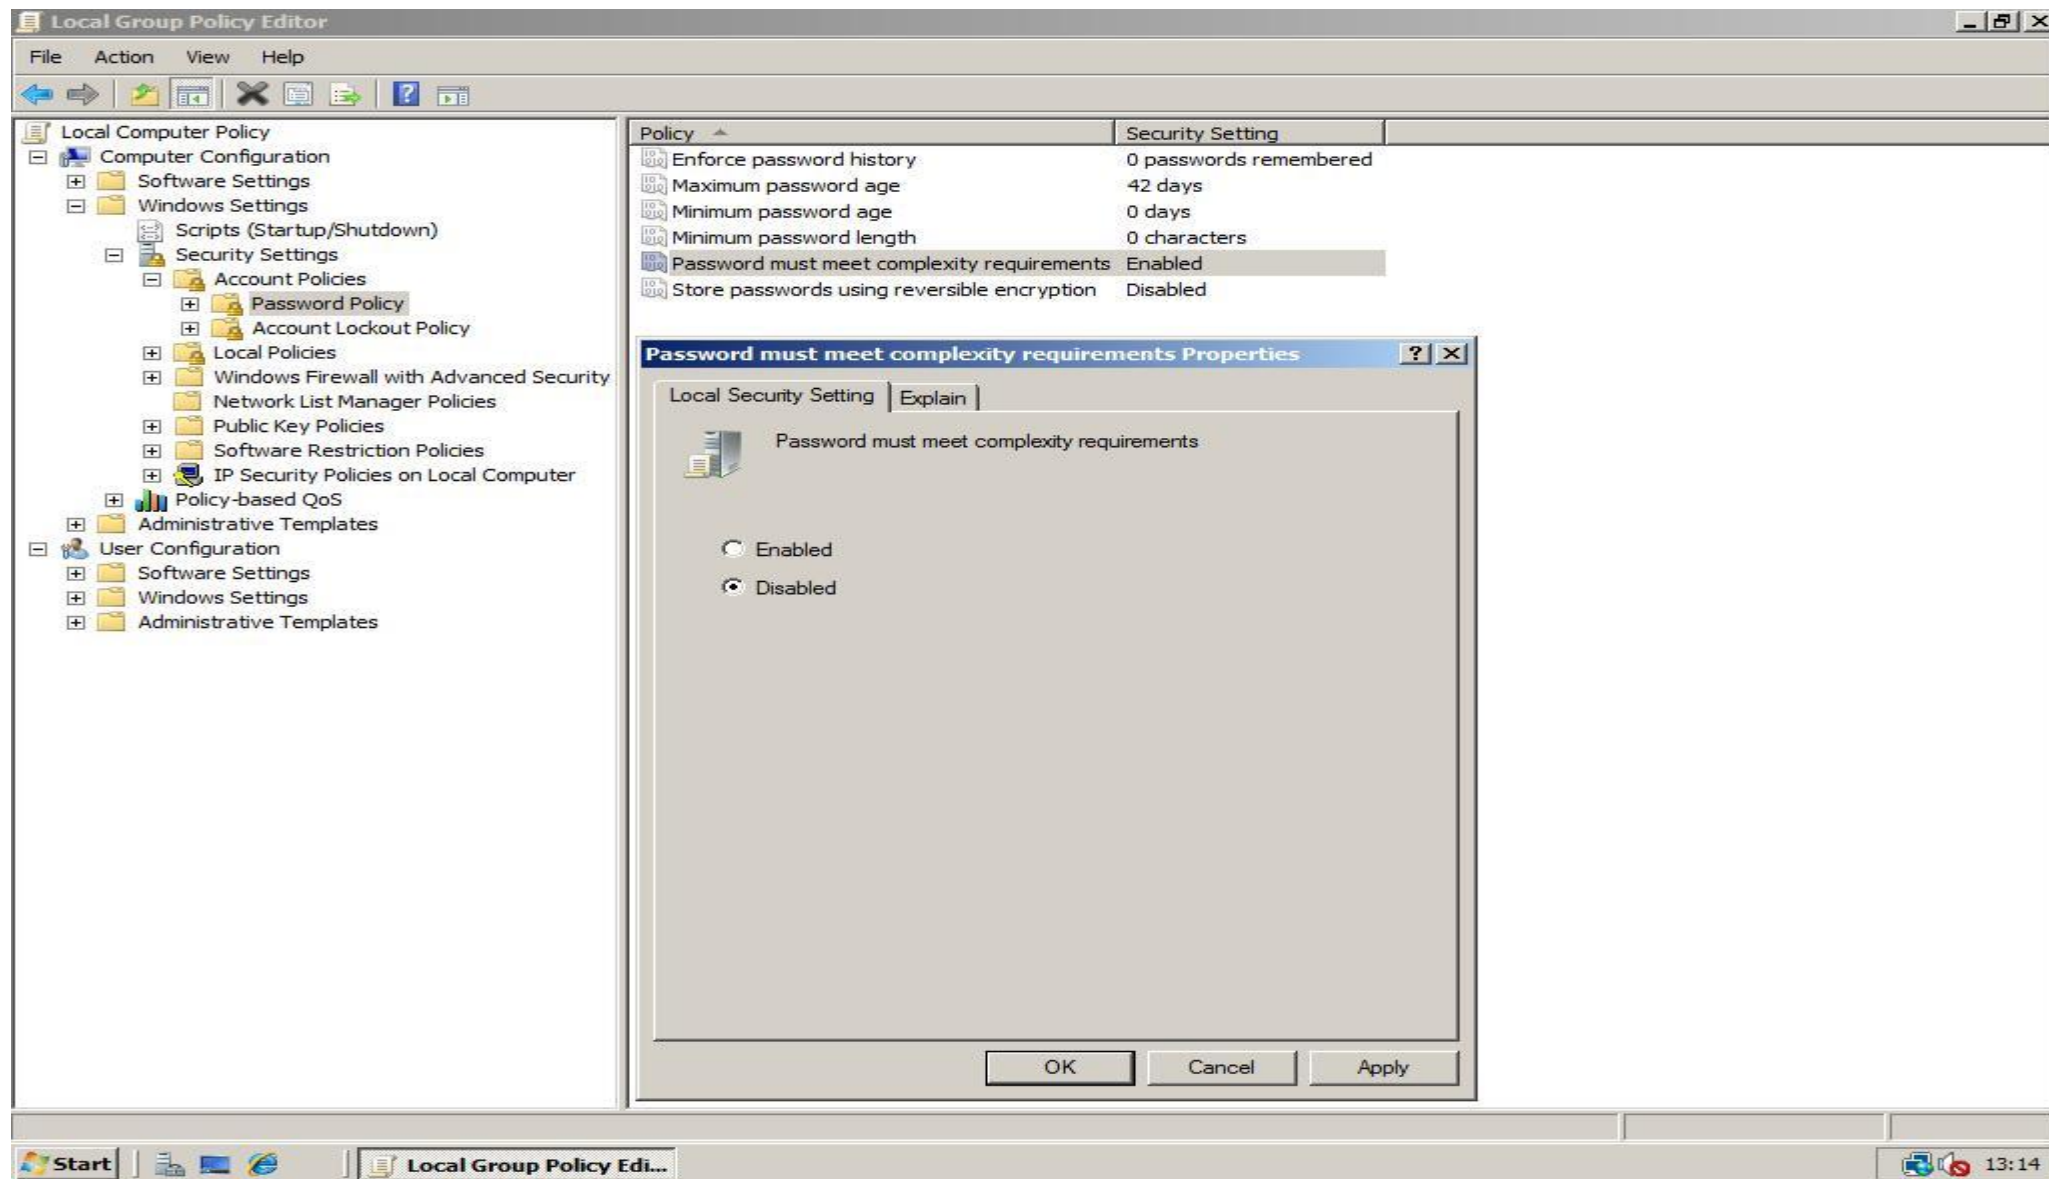 Local Group Policy Editor
File Action View Help
Local Computer Policy
Computer Configuration
Software Settings
Windows Settings
Scripts (Startup/Shutdown)
Security Settings
Account Policies
Password Policy
Account Lockout Policy
Local Policies
Windows Firewall with Advanced Security
Network List Manager Policies
Public Key Policies
Software Restriction Policies
IP Security Policies on Local Computer
Policy-based QoS
Administrative Templates
User Configuration
Software Settings
Windows Settings
Administrative Templates
Policy Security Setting
Enforce password history 0 passwords remembered
Maximum password age 42 days
Minimum password age 0 days
Minimum password length 0 characters
Password must meet complexity requirements Enabled
Store passwords using reversible encryption Disabled
Password must meet complexity requirements Properties
Local Security Setting Explain
Password must meet complexity requirements
Enabled
Disabled
OK Cancel Apply
Start Local Group Policy Edi... 13:14